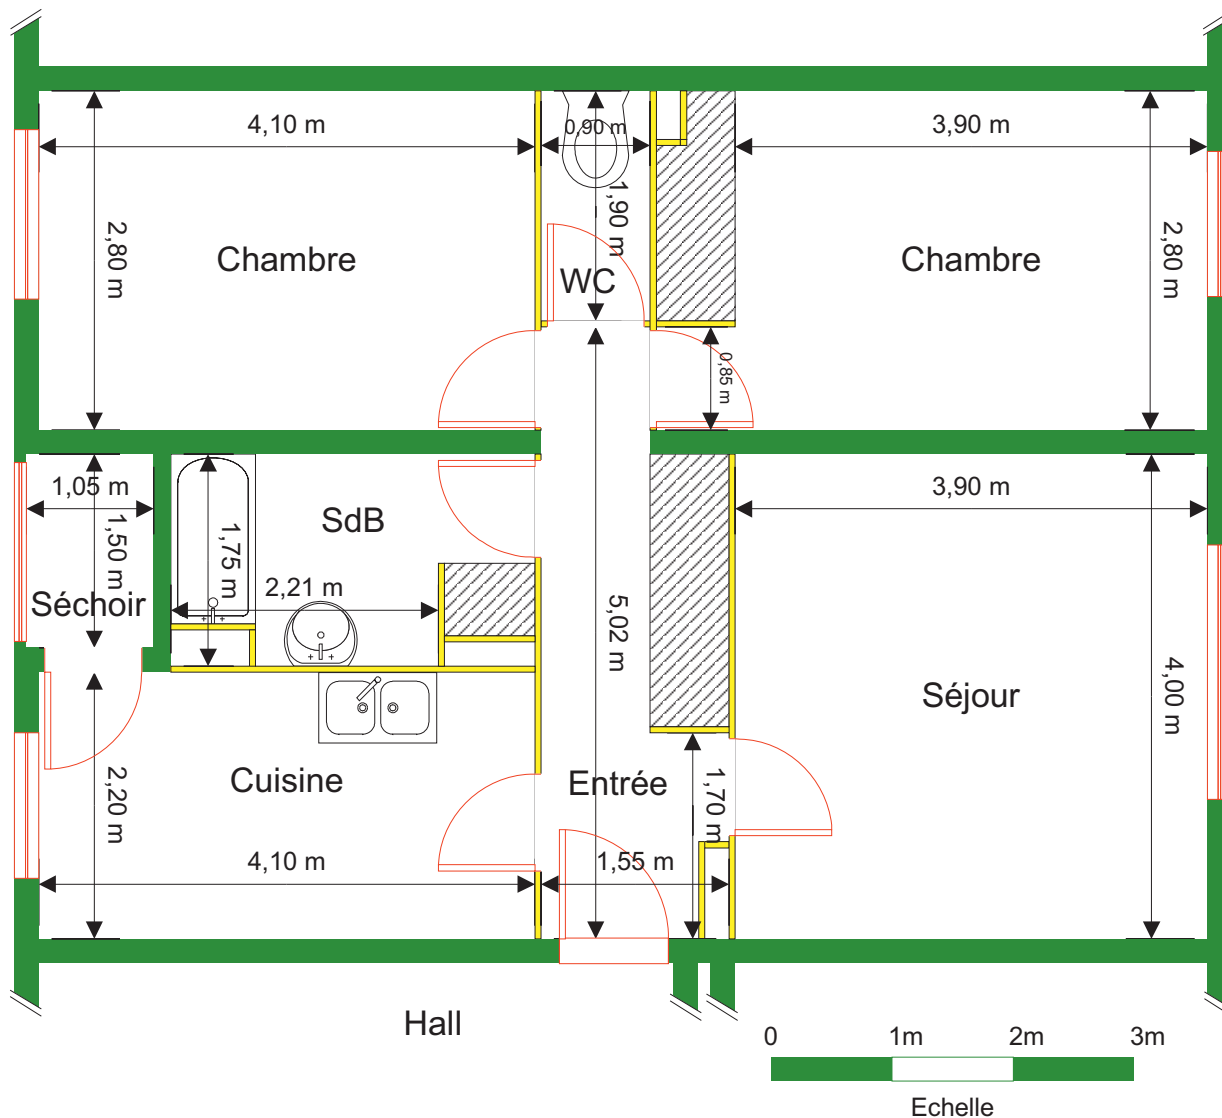 4,10 m
0,90 m
3,90 m
2,80 m
1,90 m
2,80 m
Chambre
WC
Chambre
0,85 m
1,05 m
3,90 m
1,50 m
1,75 m
SdB
2,21 m
Séchoir
5,02 m
4,00 m
Séjour
2,20 m
Cuisine
Entrée
1,70 m
4,10 m
1,55 m
Hall
0 1m 2m 3m
Echelle